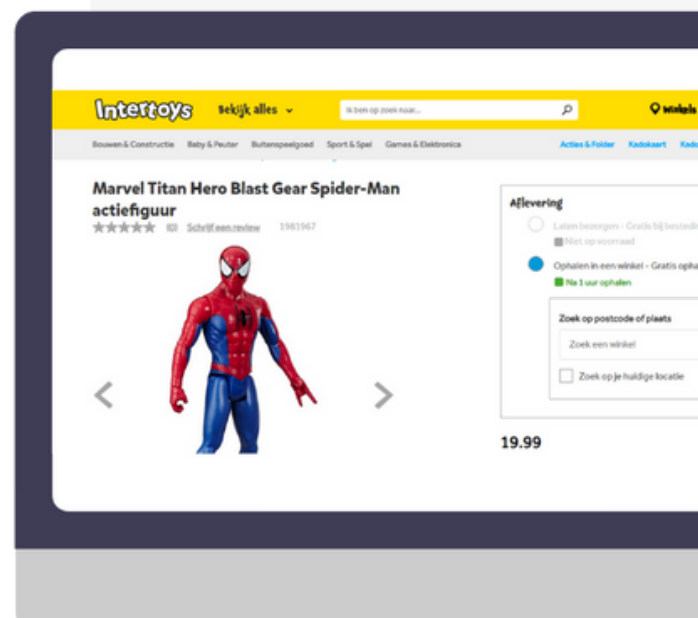 Intertoys Bekijk alles Ik ben op zoek naar... Winkels
Bouwen & Constructie Baby & Peuter Buitenspeelgoed Sport & Spel Games & Elektronica Acties & Folder Kadokaart
Marvel Titan Hero Blast Gear Spider-Man
actiefiguur
(0) Schrijf een review 1981967
Aflevering
Laten bezorgen - Gratis bij
Niet op voorraad
Ophalen in een winkel - Gratis
Na 1 uur ophalen
Zoek op postcode of plaats
Zoek een winkel
Zoek op je huidige locatie
19.99